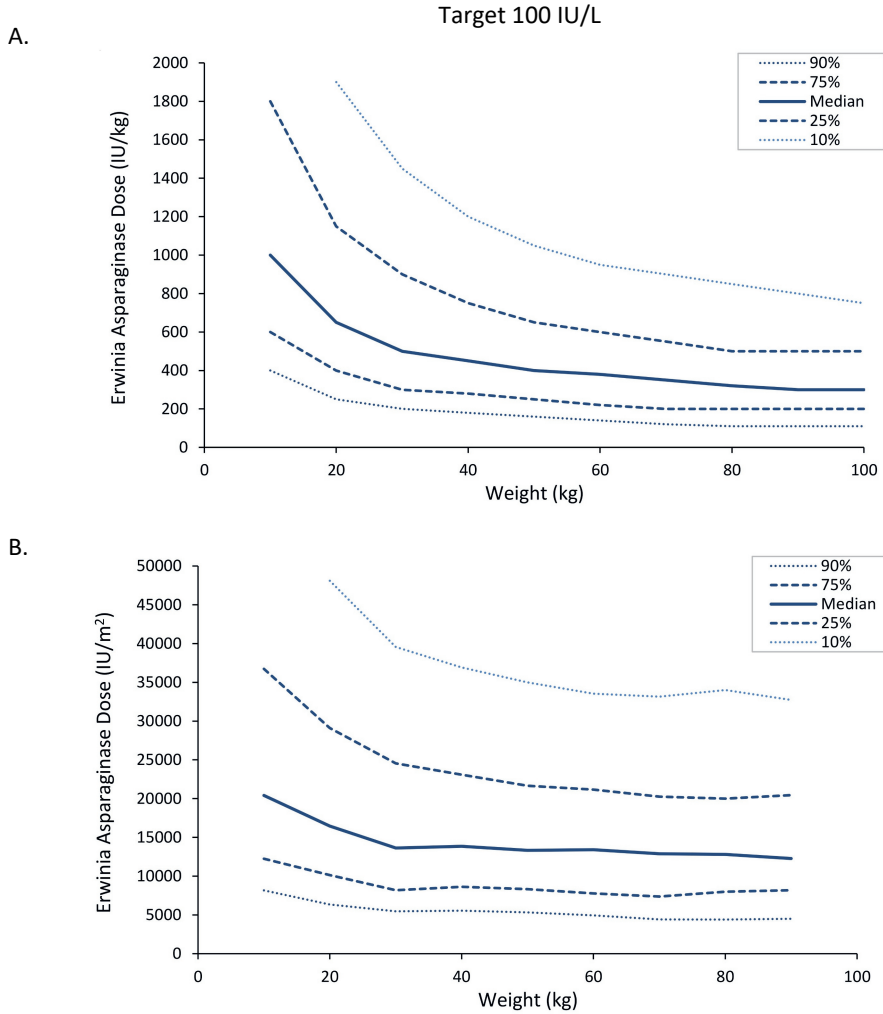 Target 100 IU/L
A.
Erwinia Asparaginase Dose (IU/kg)
2000
1800
1600
1400
1200
1000
800
600
400
200
0
0 20 40 60 80 100
Weight (kg)
90%
75%
Median
25%
10%
B.
Erwinia Asparaginase Dose (IU/m²)
50000
45000
40000
35000
30000
25000
20000
15000
10000
5000
0
0 20 40 60 80 100
Weight (kg)
90%
75%
Median
25%
10%